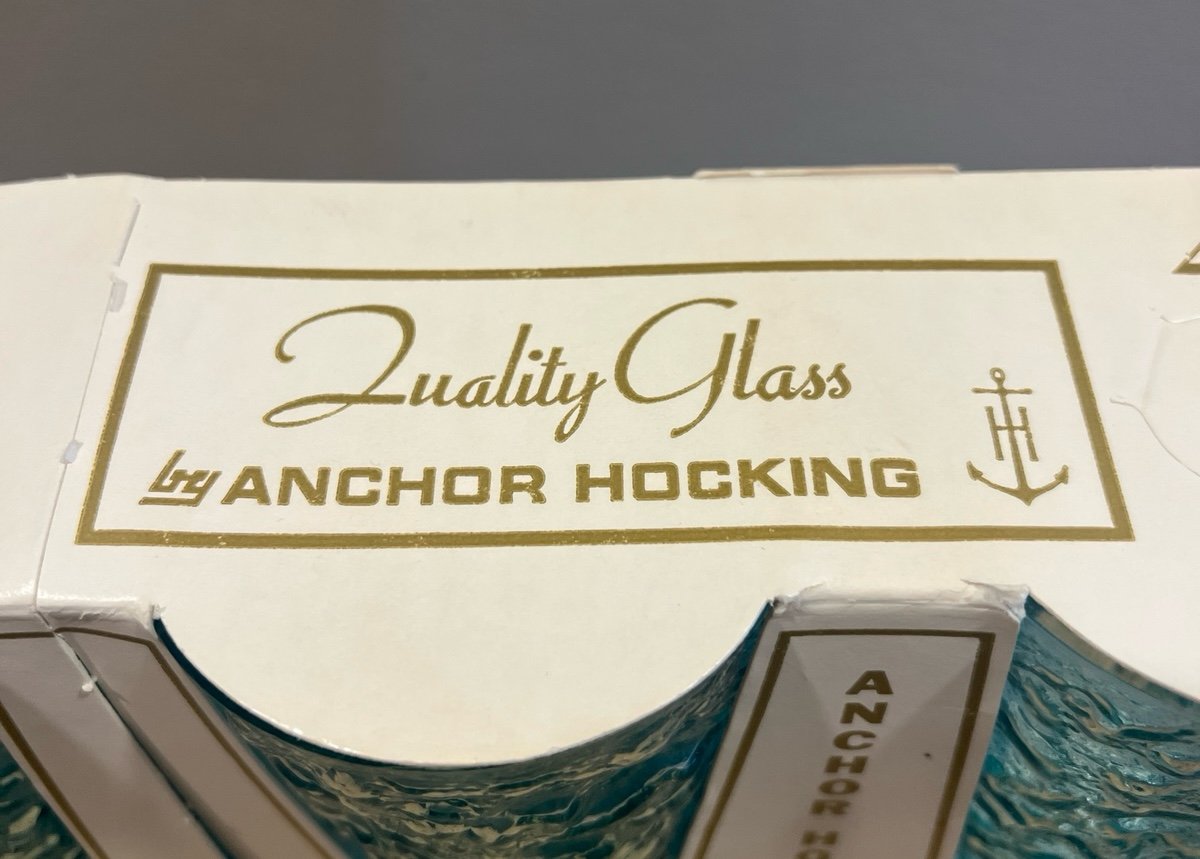 Quality Glass
by ANCHOR HOCKING
H
ANCHOR